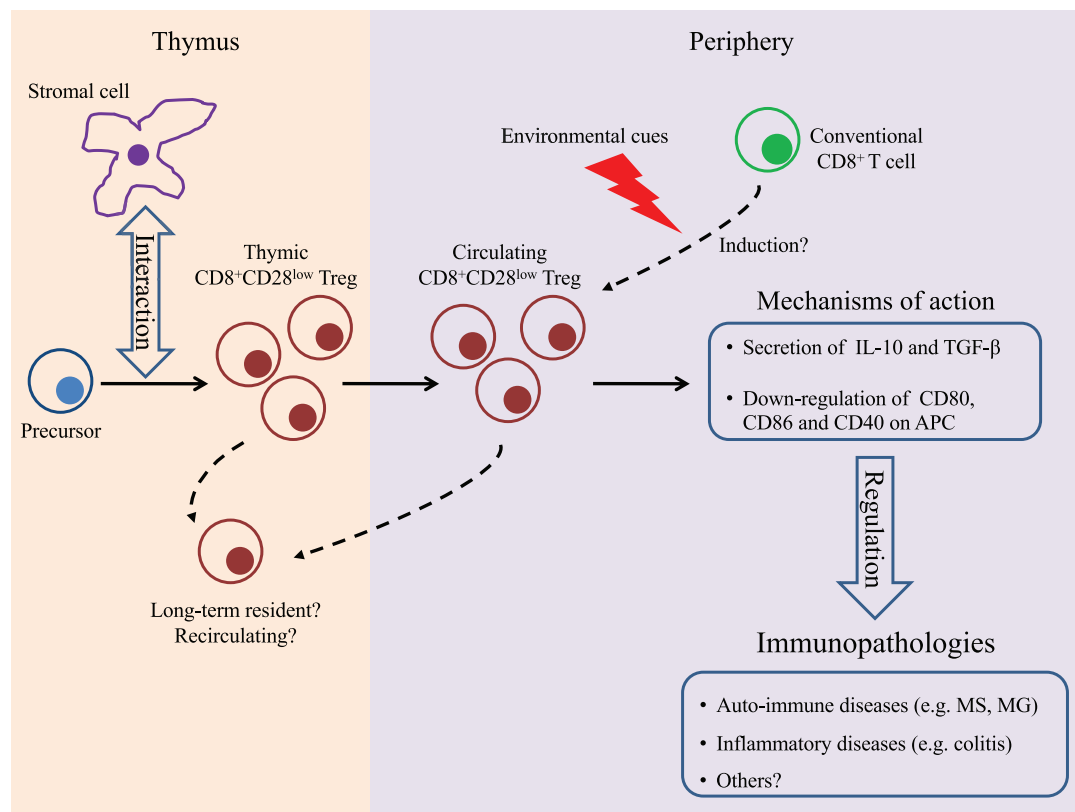 Thymus
Periphery
Stromal cell
Environmental cues
Conventional
CD8⁺ T cell
Interaction
Induction?
Thymic
CD8⁺CD28ˡᵒʷ Treg
Circulating
CD8⁺CD28ˡᵒʷ Treg
Precursor
Mechanisms of action
• Secretion of IL-10 and TGF-β
• Down-regulation of CD80,
CD86 and CD40 on APC
Long-term resident?
Recirculating?
Regulation
Immunopathologies
• Auto-immune diseases (e.g. MS, MG)
• Inflammatory diseases (e.g. colitis)
• Others?